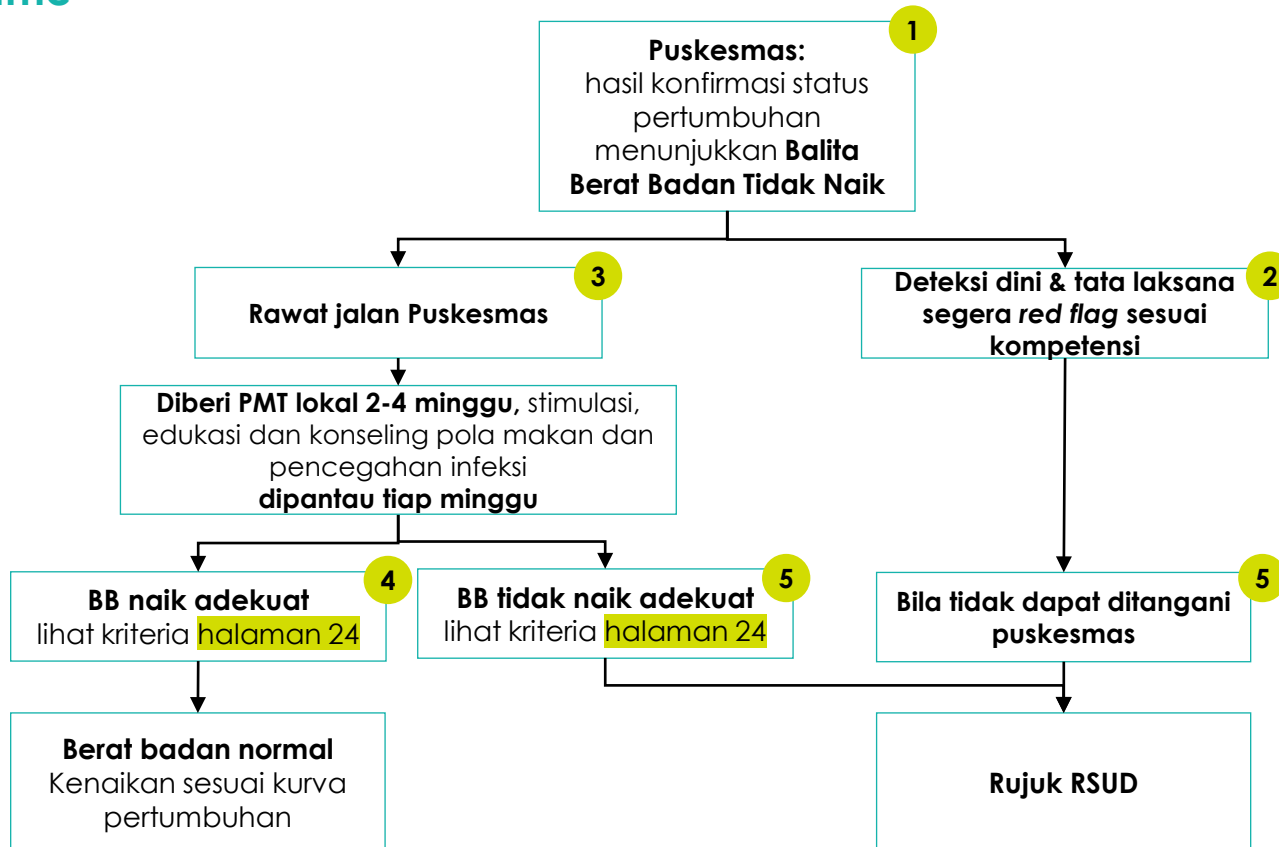 1
Puskesmas:
hasil konfirmasi status
pertumbuhan
menunjukkan Balita
Berat Badan Tidak Naik
3
Rawat jalan Puskesmas
2
Deteksi dini & tata laksana
segera red flag sesuai
kompetensi
Diberi PMT lokal 2-4 minggu, stimulasi,
edukasi dan konseling pola makan dan
pencegahan infeksi
dipantau tiap minggu
4
BB naik adekuat
lihat kriteria halaman 24
5
BB tidak naik adekuat
lihat kriteria halaman 24
5
Bila tidak dapat ditangani
puskesmas
Berat badan normal
Kenaikan sesuai kurva
pertumbuhan
Rujuk RSUD